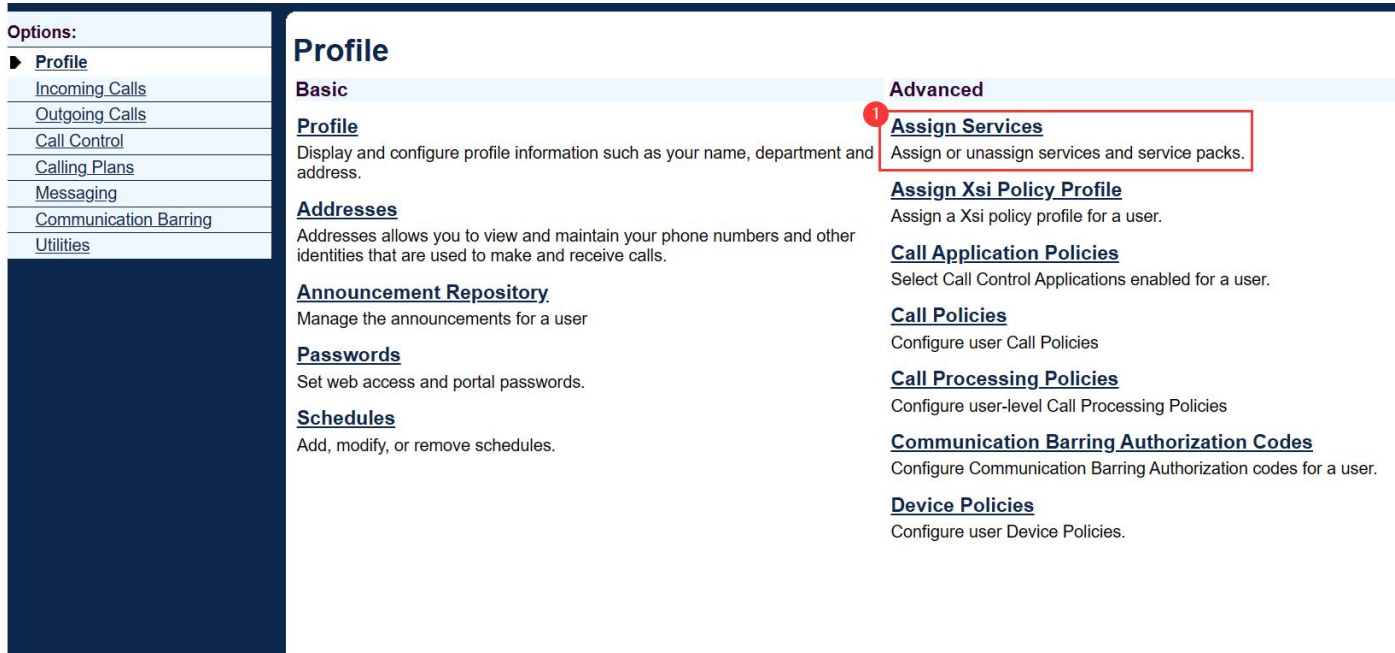 Options:
Profile
Incoming Calls
Outgoing Calls
Call Control
Calling Plans
Messaging
Communication Barring
Utilities
Profile
Basic
Profile
Display and configure profile information such as your name, department and
address.
Addresses
Addresses allows you to view and maintain your phone numbers and other
identities that are used to make and receive calls.
Announcement Repository
Manage the announcements for a user
Passwords
Set web access and portal passwords.
Schedules
Add, modify, or remove schedules.
Advanced
1
Assign Services
Assign or unassign services and service packs.
Assign Xsi Policy Profile
Assign a Xsi policy profile for a user.
Call Application Policies
Select Call Control Applications enabled for a user.
Call Policies
Configure user Call Policies
Call Processing Policies
Configure user-level Call Processing Policies
Communication Barring Authorization Codes
Configure Communication Barring Authorization codes for a user.
Device Policies
Configure user Device Policies.